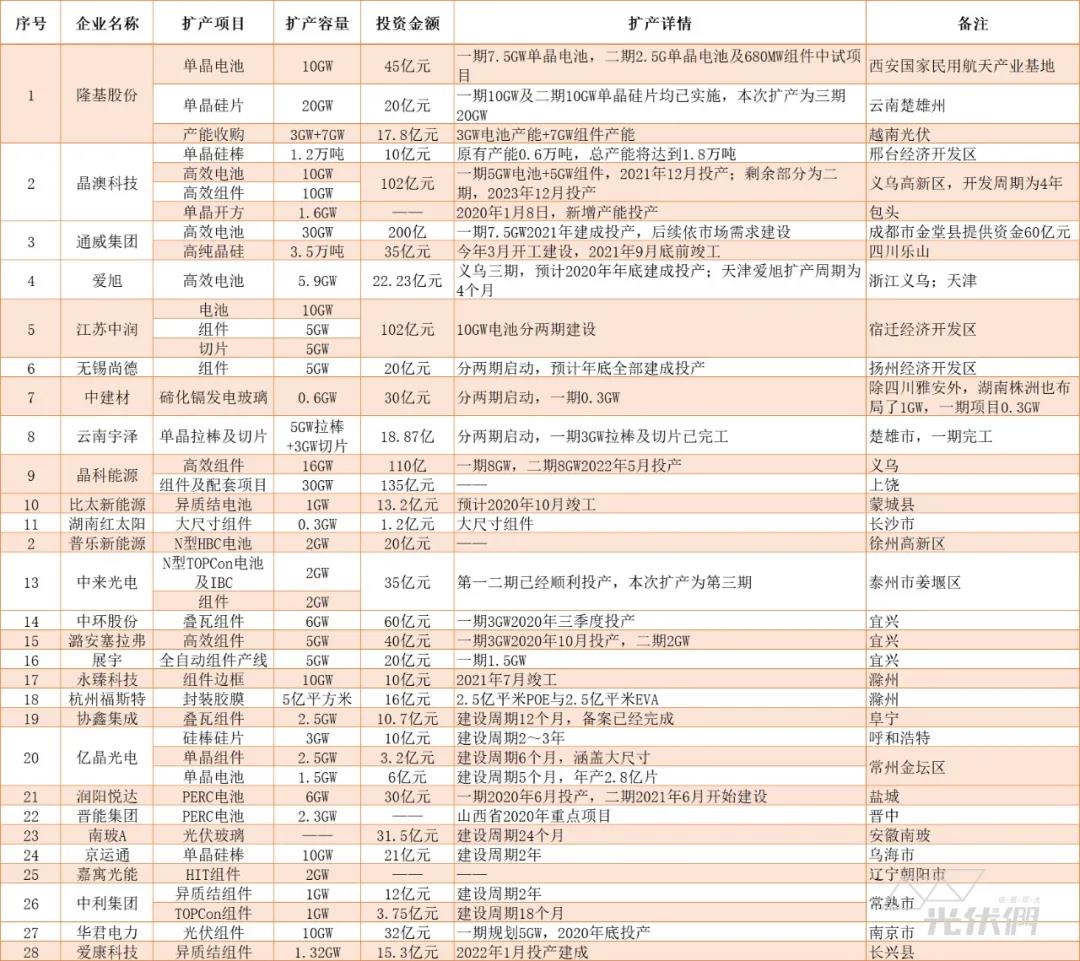 序号 企业名称 扩产项目 扩产容量 投资金额 扩产详情 备注
1 隆基股份 单晶电池 10GW 45亿元 一期7.5GW单晶电池，二期2.5G单晶电池及680MW组件中试项
目 西安国家民用航天产业基地
单晶硅片 20GW 20亿元 一期10GW及二期10GW单晶硅片均已实施，本次扩产为三期
20GW 云南楚雄州
产能收购 3GW+7GW 17.8亿元 3GW电池产能+7GW组件产能 越南光伏
2 晶澳科技 单晶硅棒 1.2万吨 10亿元 原有产能0.6万吨，总产能将达到1.8万吨 邢台经济开发区
高效电池 10GW 102亿元 一期5GW电池+5GW组件，2021年12月投产；剩余部分为二
高效组件 10GW 期，2023年12月投产 义乌高新区，开发周期为4年
单晶开方 1.6GW —— 2020年1月8日，新增产能投产 包头
3 通威集团 高效电池 30GW 200亿 一期7.5GW2021年建成投产，后续依市场需求建设 成都市金堂县提供资金60亿元
高纯晶硅 3.5万吨 35亿元 今年3月开工建设，2021年9月底前竣工 四川乐山
4 爱旭 高效电池 5.9GW 22.23亿元 义乌三期，预计2020年年底建成投产；天津爱旭扩产周期为
4个月 浙江义乌；天津
5 江苏中润 电池 10GW 102亿元 10GW电池分两期建设 宿迁经济开发区
组件 5GW
切片 5GW
6 无锡尚德 组件 5GW 20亿元 分两期启动，预计年底全部建成投产 扬州经济开发区
7 中建材 碲化镉发电玻璃 0.6GW 30亿元 分两期启动，一期0.3GW 除四川雅安外，湖南株洲也布
局了1GW，一期项目0.3GW
8 云南宇泽 单晶拉棒及切片 5GW拉棒
+3GW切片 18.87亿 分两期启动，一期3GW拉棒及切片已完工 楚雄市，一期完工
9 晶科能源 高效组件 16GW 110亿 一期8GW，二期8GW2022年5月投产 义乌
组件及配套项目 30GW 135亿元 —— 上饶
10 比太新能源 异质结电池 1GW 13.2亿元 预计2020年10月竣工 蒙城县
11 湖南红太阳 大尺寸组件 0.3GW 1.2亿元 大尺寸组件 长沙市
2 普乐新能源 N型HBC电池 2GW 20亿元 —— 徐州高新区
13 中来光电 N型TOPCon电池
及IBC 2GW 35亿元 第一二期已经顺利投产，本次扩产为第三期 泰州市姜堰区
组件 2GW
14 中环股份 叠瓦组件 6GW 60亿元 一期3GW2020年三季度投产 宜兴
15 潞安塞拉弗 高效组件 5GW 40亿元 一期3GW2020年10月投产，二期2GW 宜兴
16 展宇 全自动组件产线 5GW 20亿元 一期1.5GW 宜兴
17 永臻科技 组件边框 10GW 10亿元 2021年7月竣工 滁州
18 杭州福斯特 封装胶膜 5亿平方米 16亿元 2.5亿平米POE与2.5亿平米EVA 滁州
19 协鑫集成 叠瓦组件 2.5GW 10.7亿元 建设周期12个月，备案已经完成 阜宁
20 亿晶光电 硅棒硅片 3GW 10亿元 建设周期2～3年 呼和浩特
单晶组件 2.5GW 3.2亿元 建设周期6个月，涵盖大尺寸 常州金坛区
单晶电池 1.5GW 6亿元 建设周期5个月，年产2.8亿片
21 润阳悦达 PERC电池 6GW 30亿元 一期2020年6月投产，二期2021年6月开始建设 盐城
22 晋能集团 PERC电池 2.3GW —— 山西省2020年重点项目 晋中
23 南玻A 光伏玻璃 —— 31.5亿元 建设周期24个月 安徽南玻
24 京运通 单晶硅棒 10GW 21亿元 建设周期2年 乌海市
25 嘉寓光能 HIT组件 2GW —— —— 辽宁朝阳市
26 中利集团 异质结组件 1GW 12亿元 建设周期2年 常熟市
TOPCon组件 1GW 3.75亿元 建设周期18个月
27 华君电力 光伏组件 10GW 32亿元 一期规划5GW，2020年底投产 南京市
28 爱康科技 异质结组件 1.32GW 15.3亿元 2022年1月投产建成 长兴县
光伏們